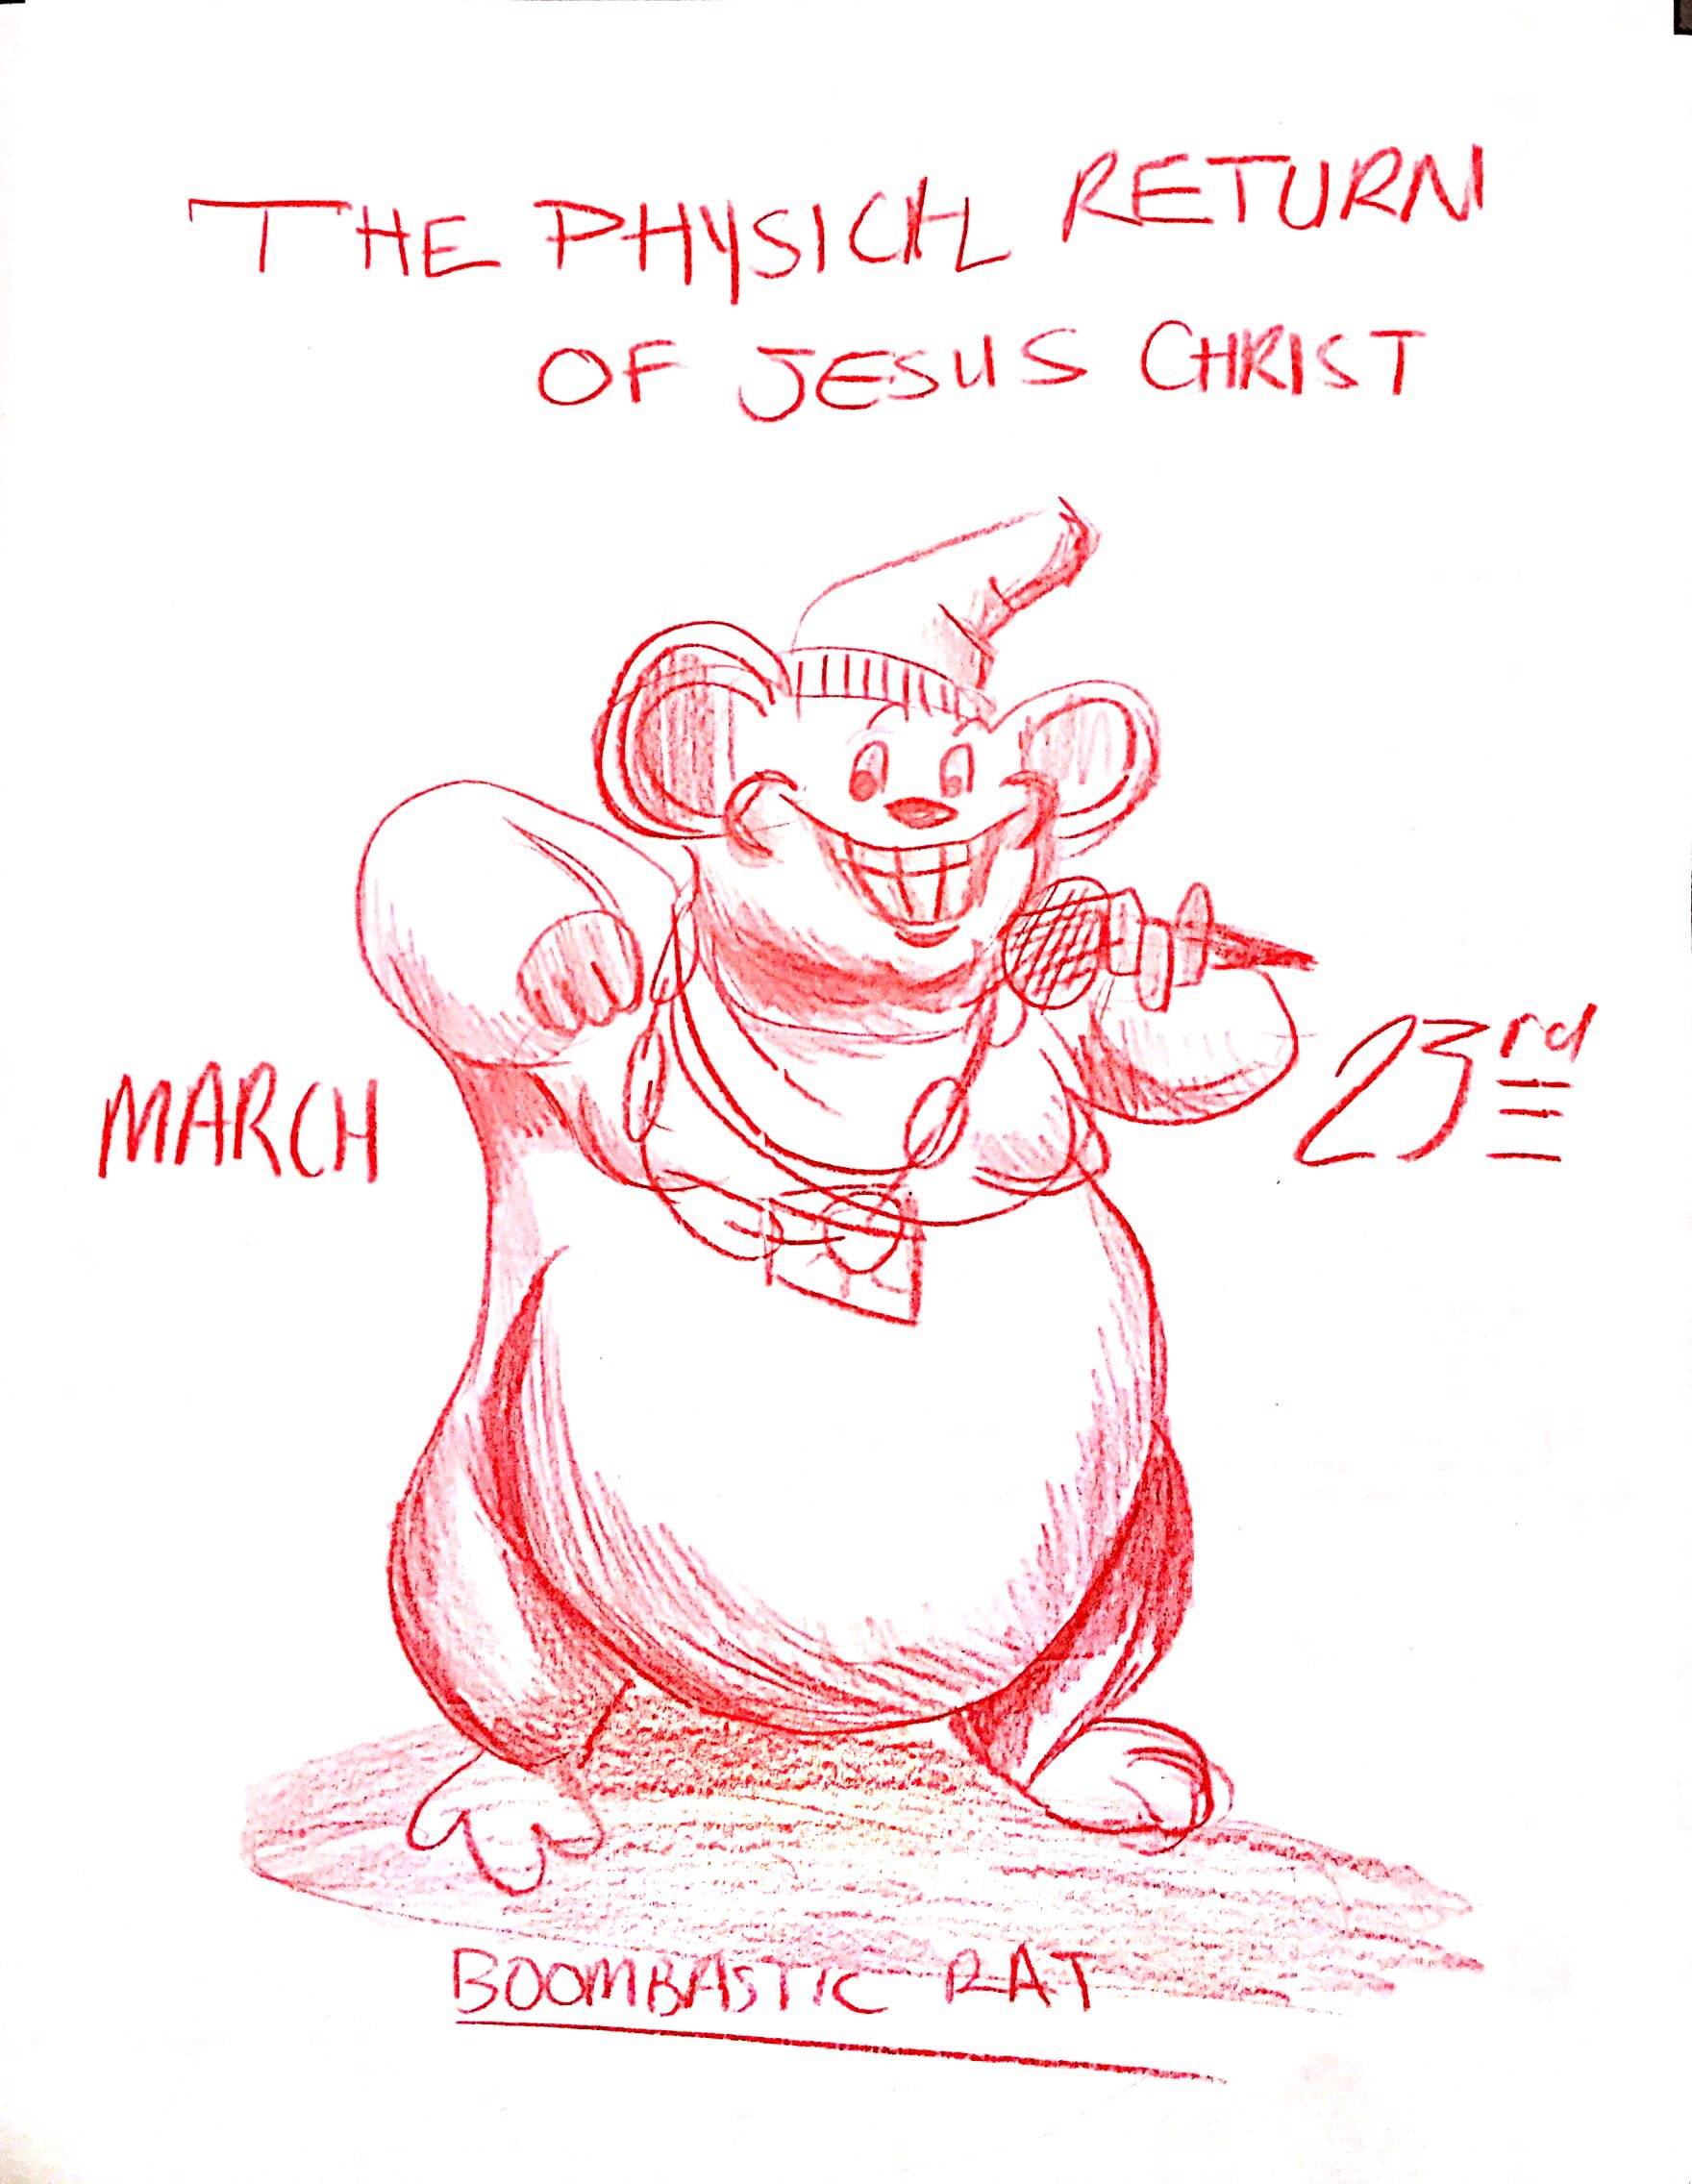 THE PHYSICAL RETURN
OF JESUS CHRIST
MARCH
23rd
BOOMBASTIC RAT